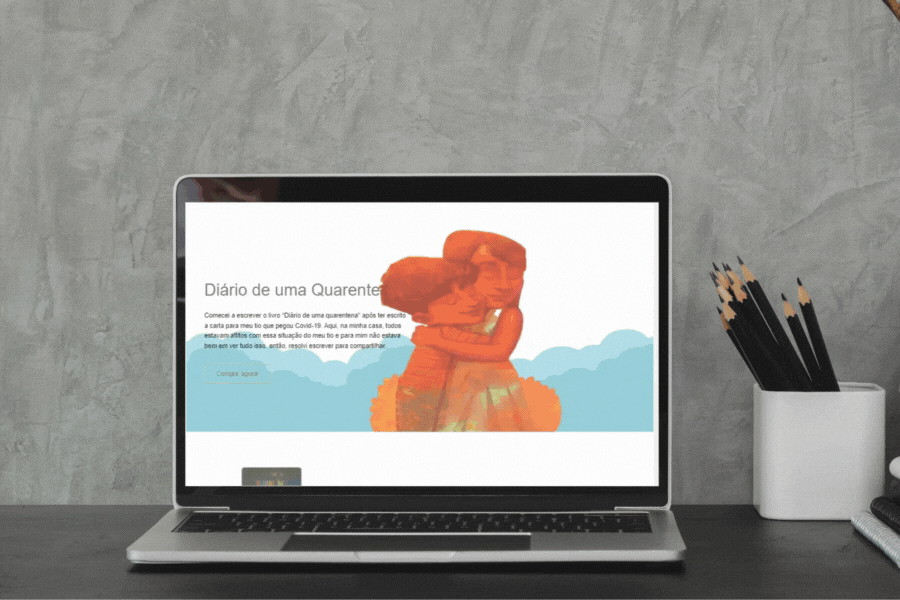 Diário de uma Quarente
Comecei a escrever o livro "Diário de uma quarentena" após ter escrito
a carta para meu tio que pegou Covid-19. Aqui, na minha casa, todos
estavam aflitos com essa situação do meu tio e para mim não estava
bem em ver tudo isso, então, resolvi escrever para compartilhar.
Compre agora!